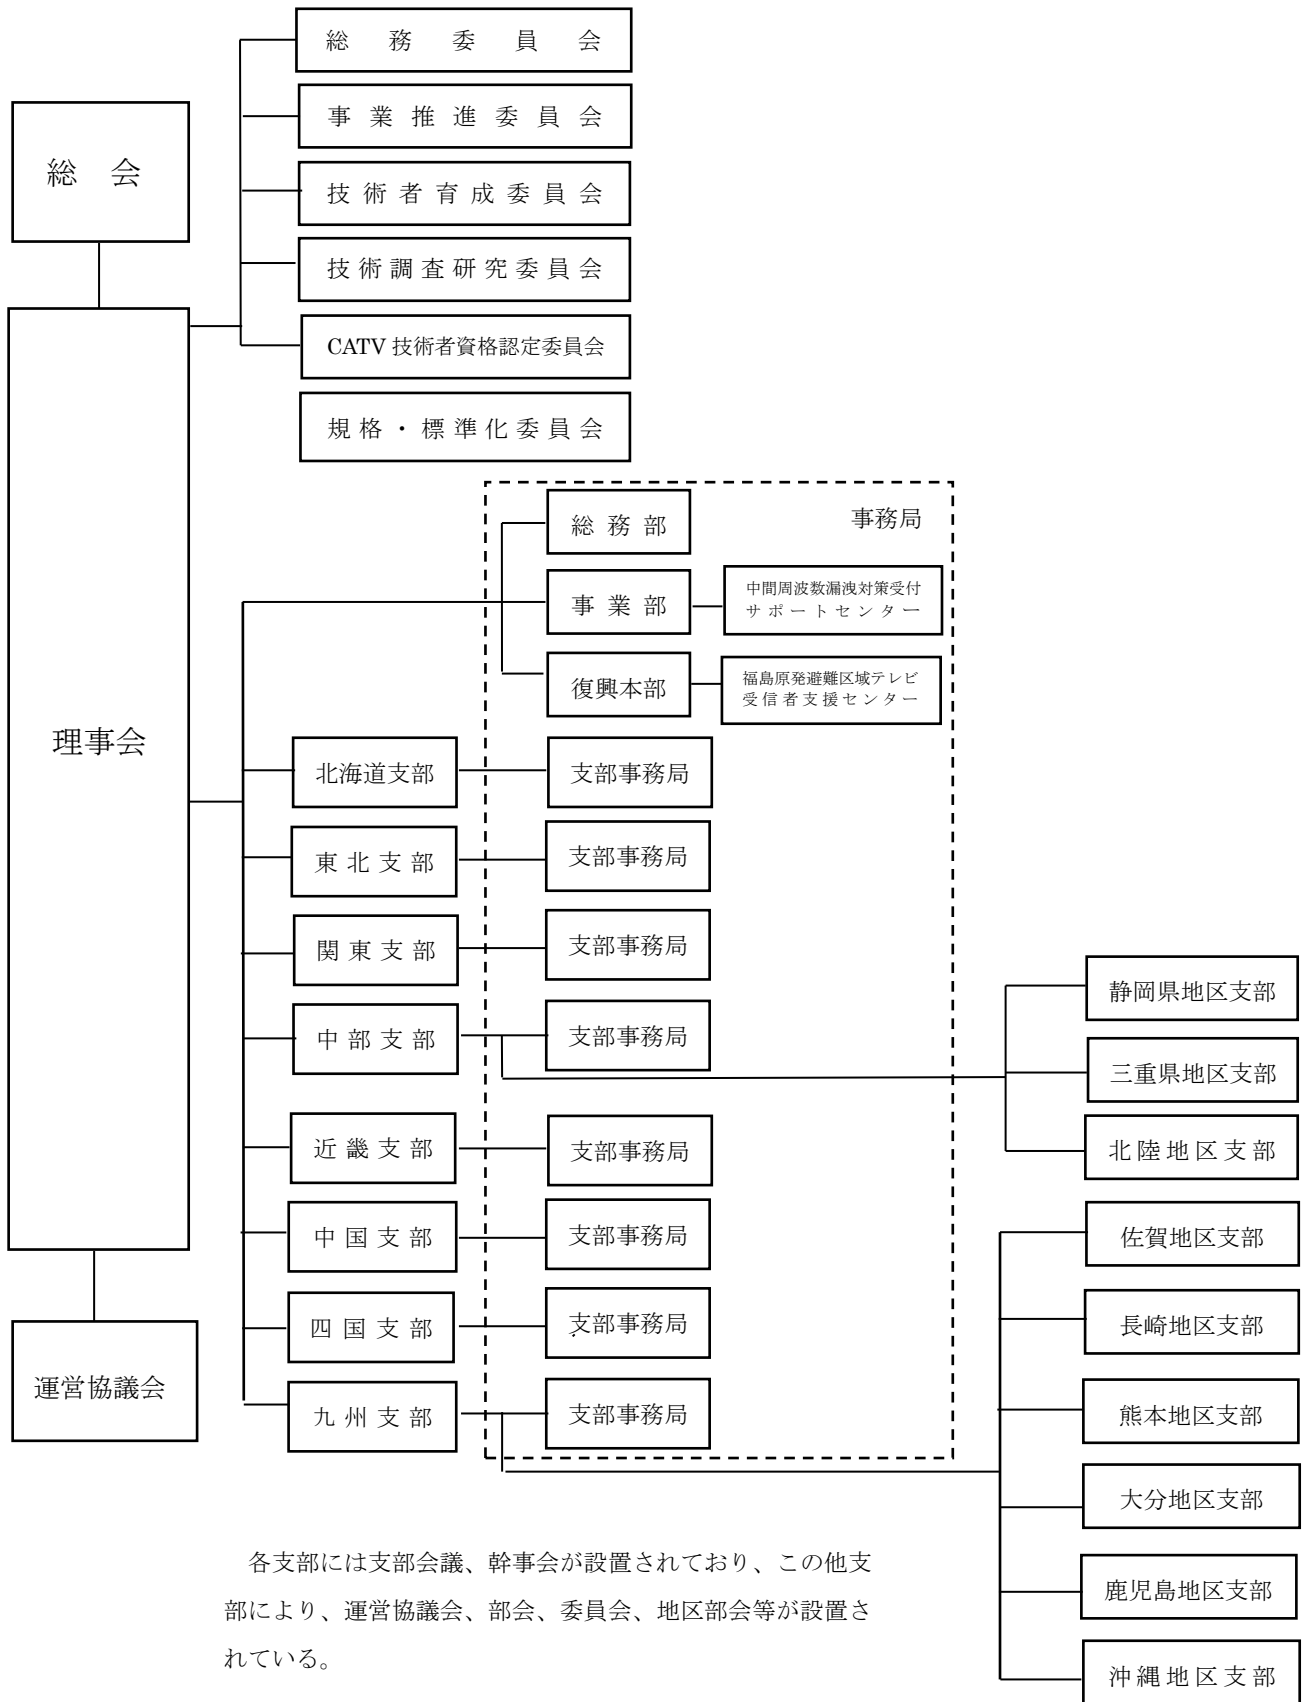 総務委員会
事業推進委員会
総会
技術者育成委員会
技術調査研究委員会
CATV 技術者資格認定委員会
規格・標準化委員会
事務局
総務部
事業部
中間周波数漏洩対策受付
サポートセンター
復興本部
福島原発避難区域テレビ
受信者支援センター
理事会
北海道支部
支部事務局
東北支部
支部事務局
関東支部
支部事務局
中部支部
支部事務局
静岡県地区支部
三重県地区支部
北陸地区支部
近畿支部
支部事務局
中国支部
支部事務局
四国支部
支部事務局
運営協議会
九州支部
支部事務局
佐賀地区支部
長崎地区支部
熊本地区支部
大分地区支部
鹿児島地区支部
沖縄地区支部
各支部には支部会議、幹事会が設置されており、この他支
部により、運営協議会、部会、委員会、地区部会等が設置さ
れている。